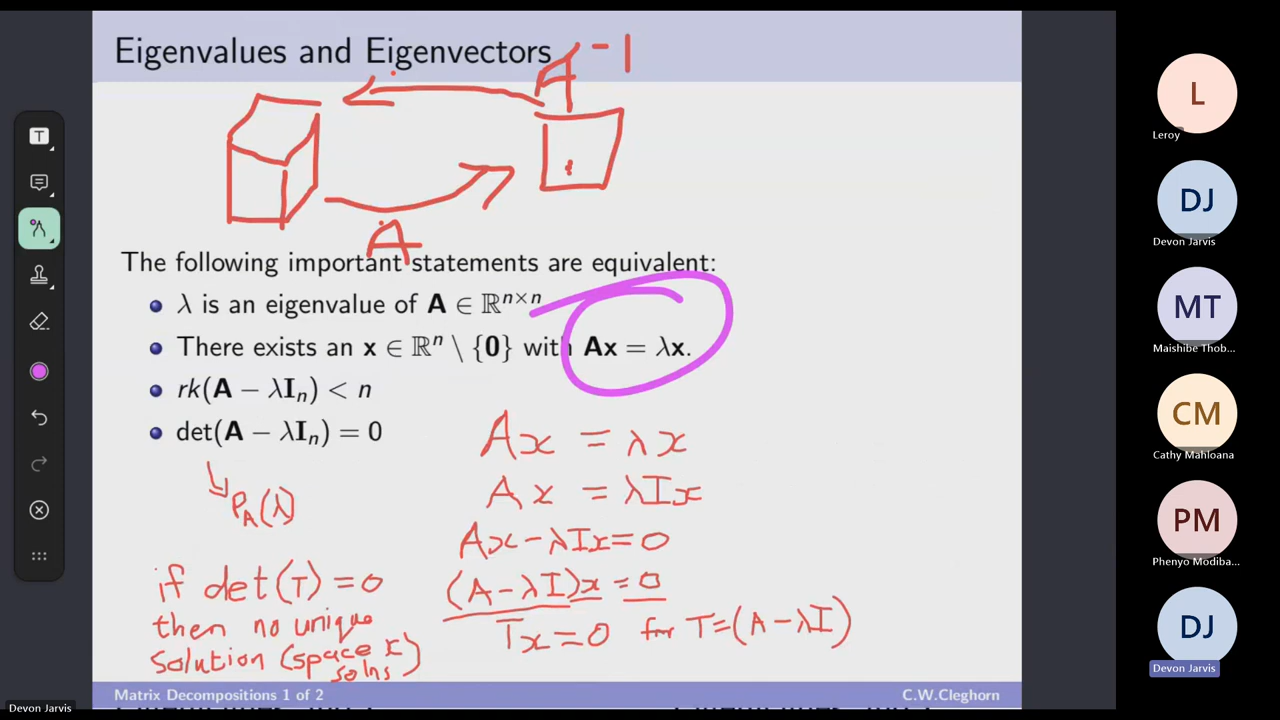 Eigenvalues and Eigenvectors
A⁻¹
A
The following important statements are equivalent:
λ is an eigenvalue of A ∈ ℝⁿˣⁿ
There exists an x ∈ ℝⁿ \ {0} with Ax = λx.
rk(A − λIₙ) < n
det(A − λIₙ) = 0
P_A(λ)
if det(T) = 0
then no unique
solution (space
solns)
Ax = λx
Ax = λIx
Ax − λIx = 0
(A − λI)x = 0
Tx = 0 for T = (A − λI)
Matrix Decompositions 1 of 2
C.W.Cleghorn
T
L
Leroy
DJ
Devon Jarvis
MT
Maishibe Thob...
CM
Cathy Mahloana
PM
Phenyo Modiba...
DJ
Devon Jarvis
Devon Jarvis